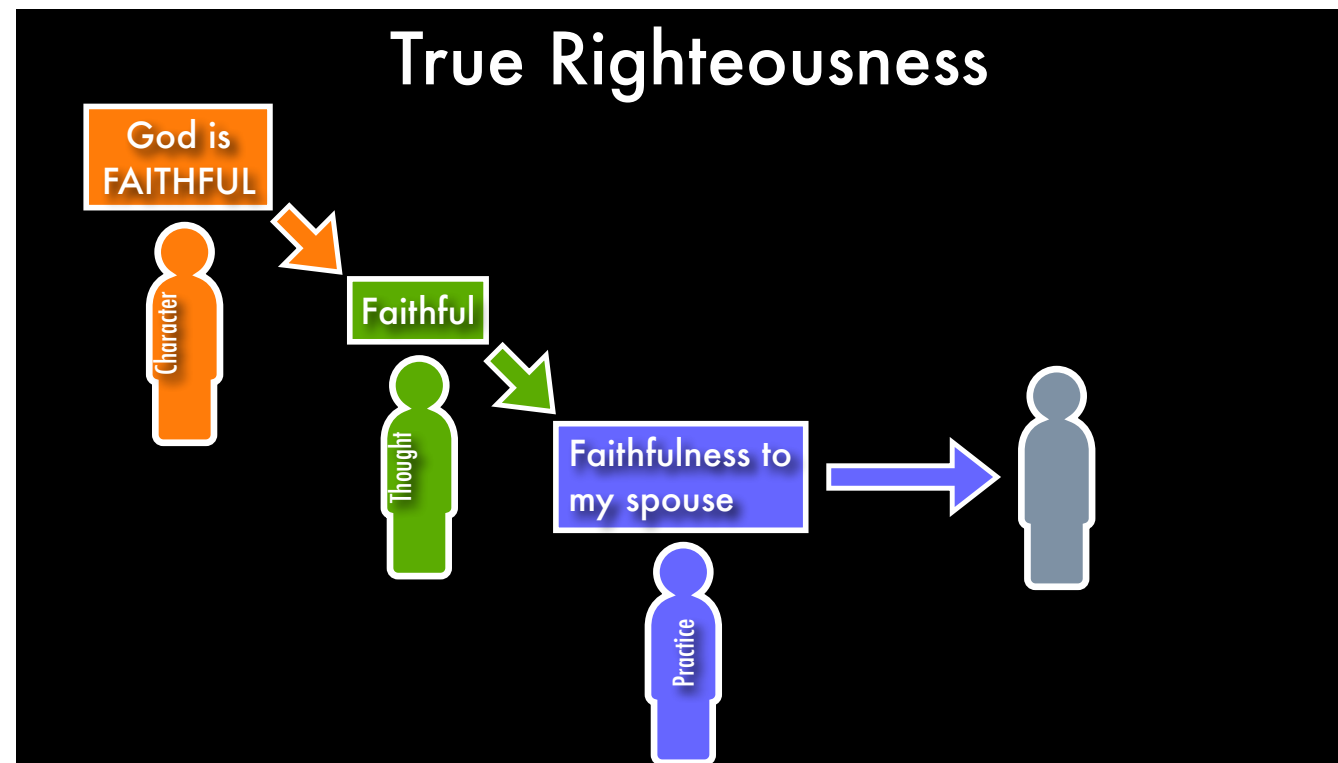 True Righteousness
God is
FAITHFUL
Character
Faithful
Thought
Faithfulness to
my spouse
Practice